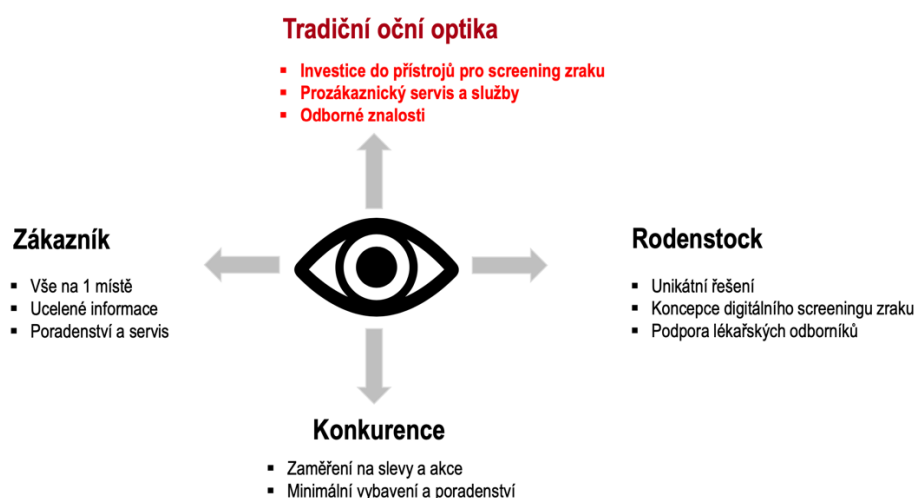 Tradiční oční optika
▪ Investice do přístrojů pro screening zraku
▪ Prozákaznický servis a služby
▪ Odborné znalosti
Zákazník
▪ Vše na 1 místě
▪ Ucelené informace
▪ Poradenství a servis
Rodenstock
▪ Unikátní řešení
▪ Koncepce digitálního screeningu zraku
▪ Podpora lékařských odborníků
Konkurence
▪ Zaměření na slevy a akce
▪ Minimální vybavení a poradenství